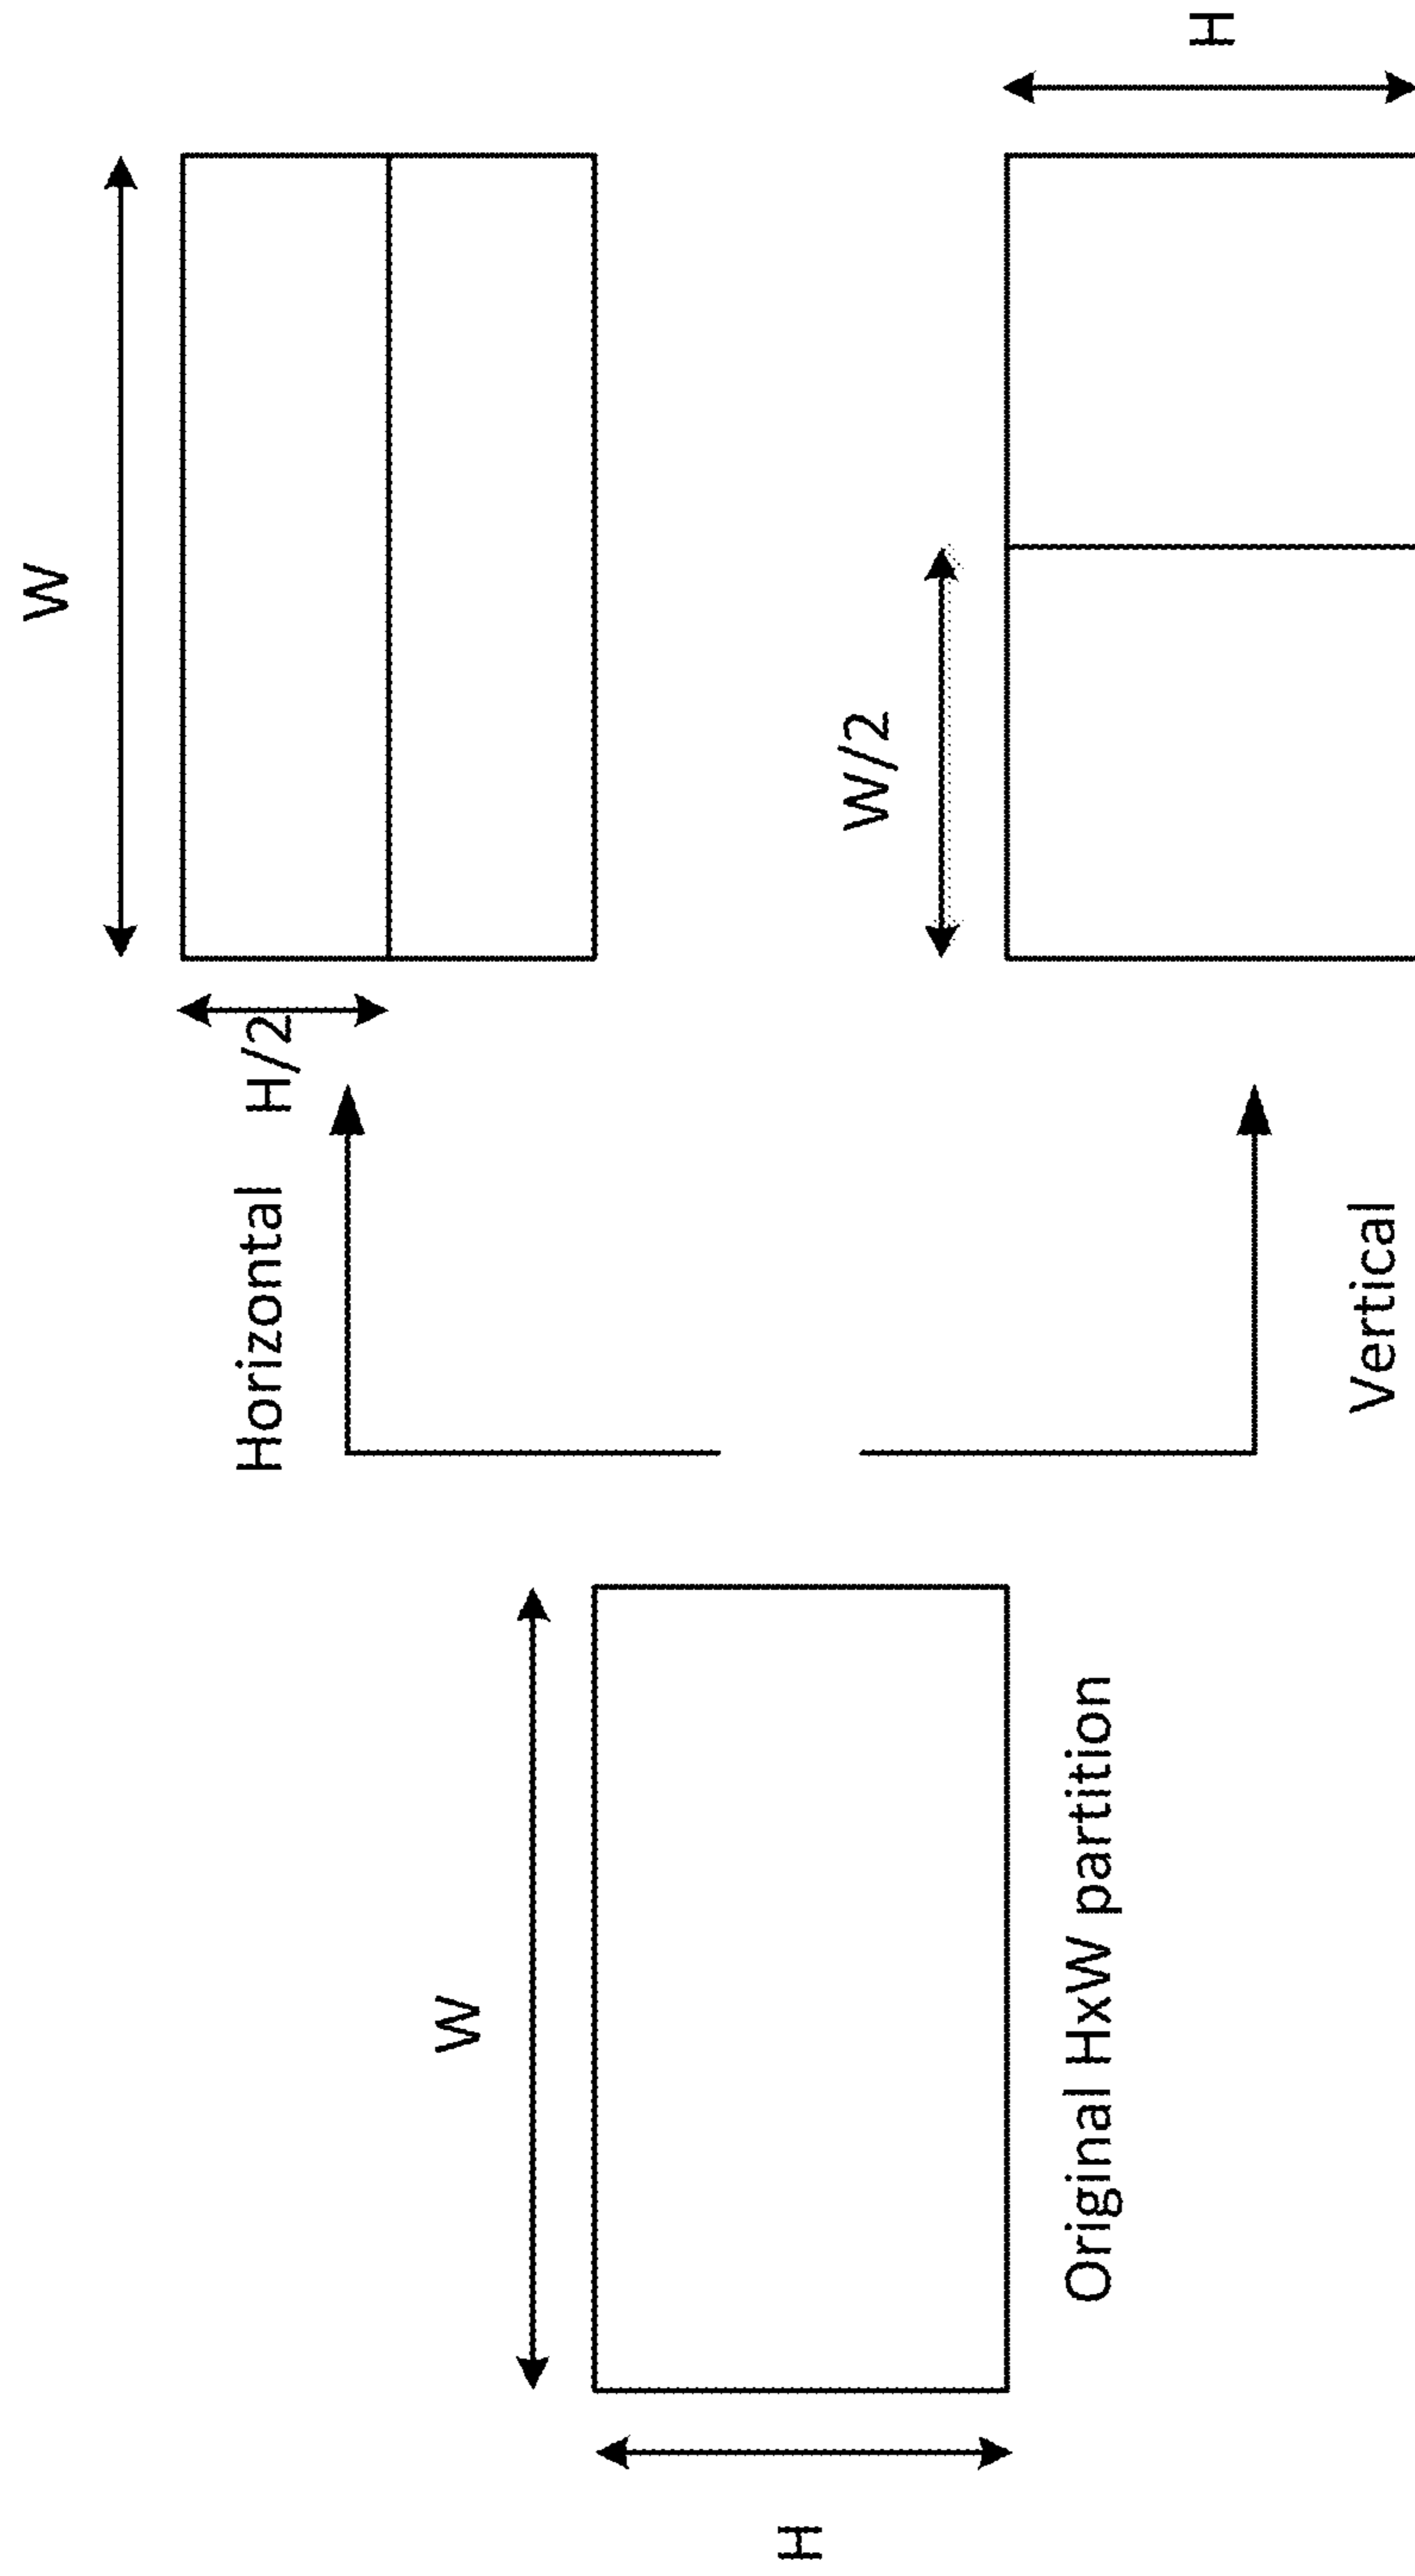 W
H
Original HxW partition
Horizontal
Vertical
W
H/2
W/2
H